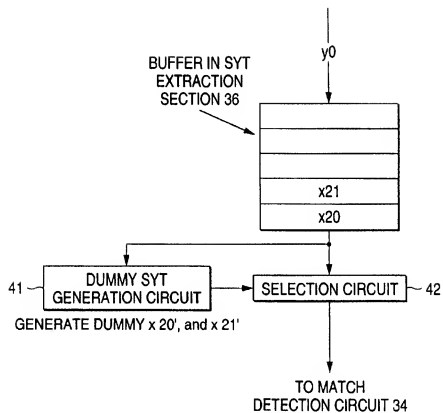 y0
BUFFER IN SYT
EXTRACTION
SECTION 36
x21
x20
41
DUMMY SYT
GENERATION CIRCUIT
SELECTION CIRCUIT
42
GENERATE DUMMY x 20', and x 21'
TO MATCH
DETECTION CIRCUIT 34